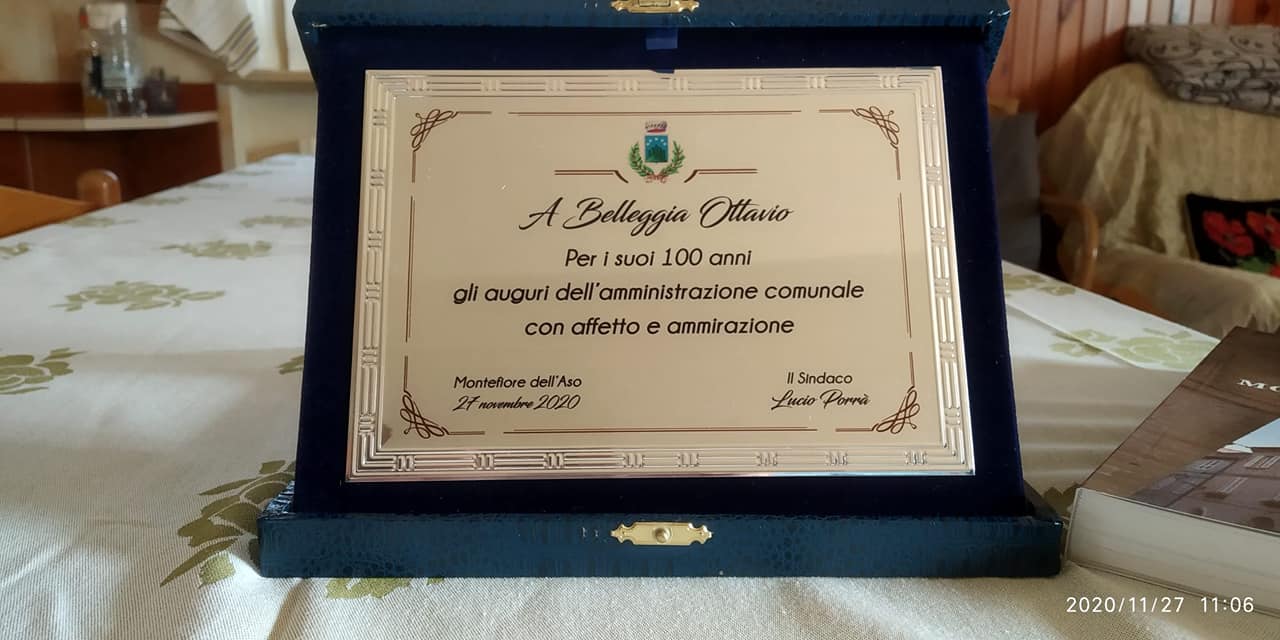 A Belleggia Ottavio
Per i suoi 100 anni
gli auguri dell'amministrazione comunale
con affetto e ammirazione
Montefiore dell'Aso
27 novembre 2020
Il Sindaco
Lucio Porrà
2020/11/27 11:06